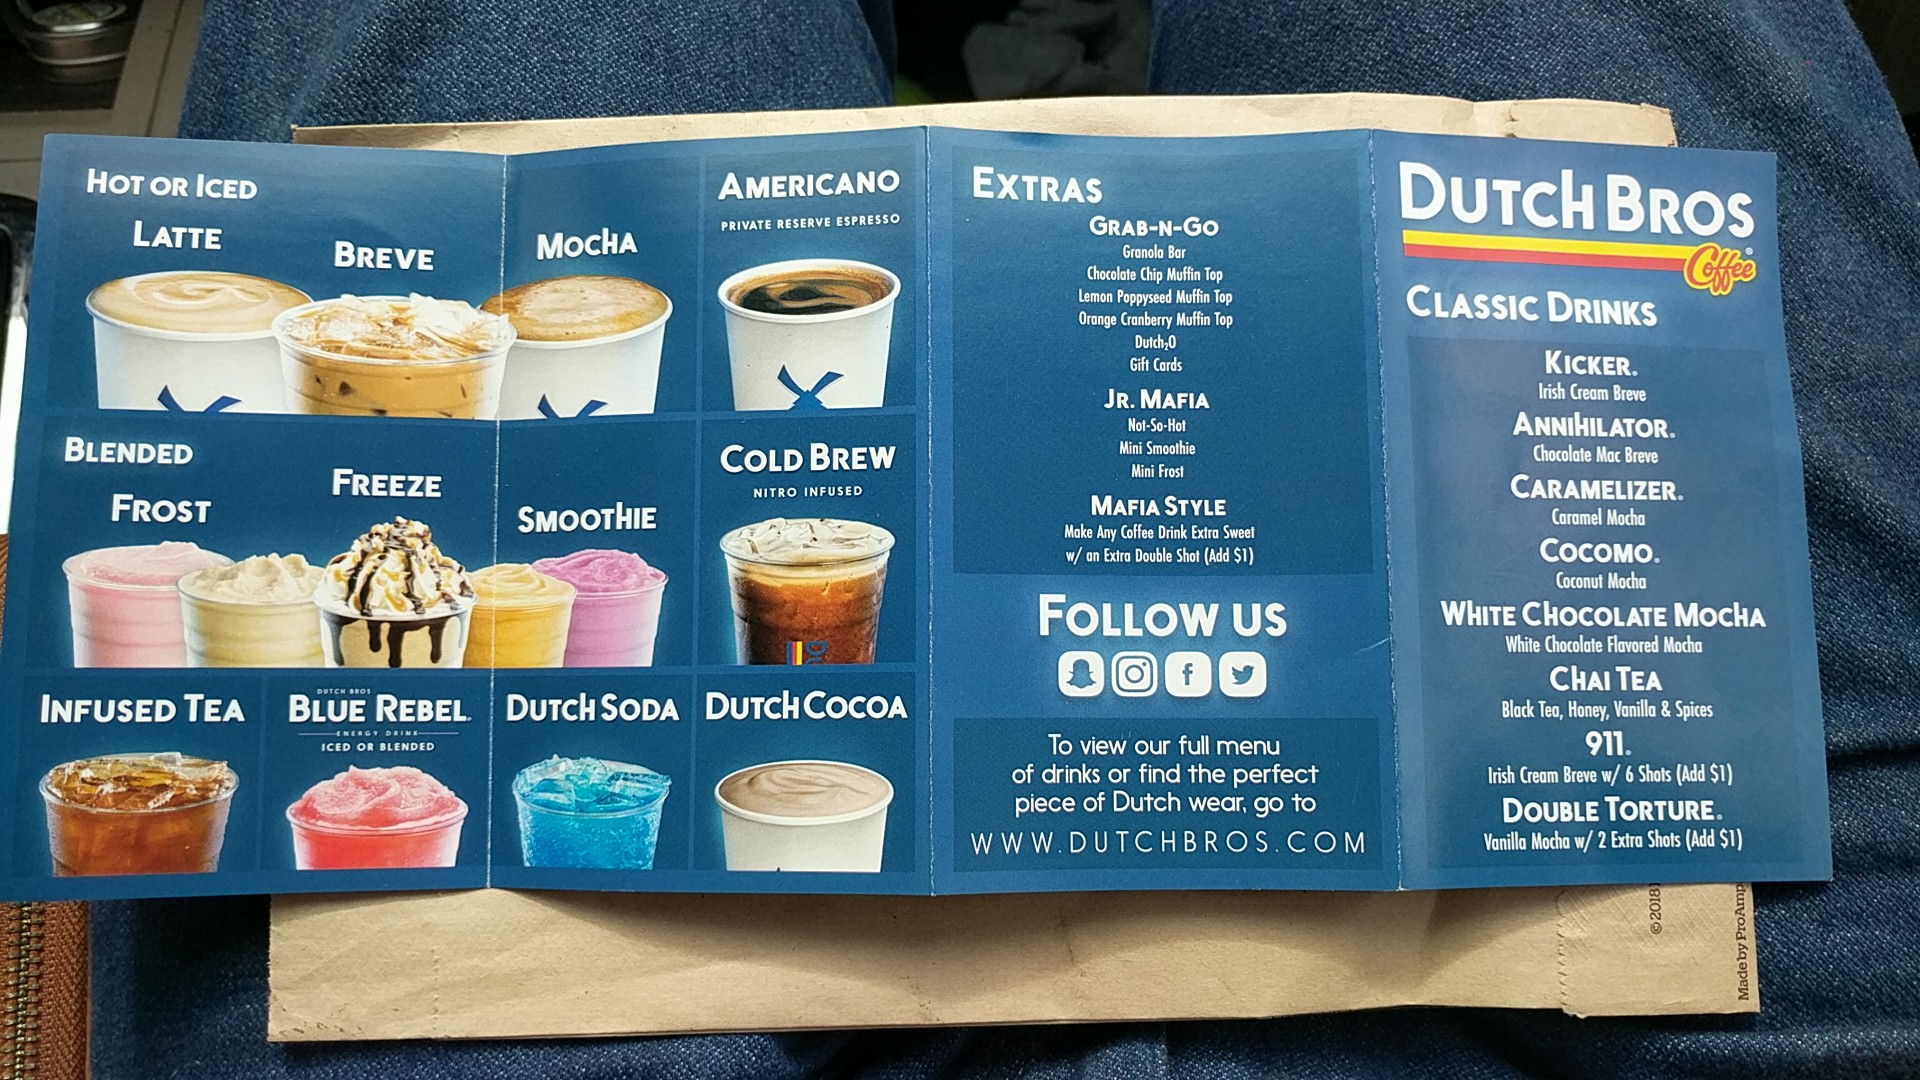 HOT OR ICED
LATTE
BREVE
MOCHA
AMERICANO
PRIVATE RESERVE ESPRESSO
BLENDED
FROST
FREEZE
SMOOTHIE
COLD BREW
NITRO INFUSED
INFUSED TEA
DUTCH BROS
BLUE REBEL®
ENERGY DRINK
ICED OR BLENDED
DUTCH SODA
DUTCH COCOA
EXTRAS
GRAB-N-GO
Granola Bar
Chocolate Chip Muffin Top
Lemon Poppyseed Muffin Top
Orange Cranberry Muffin Top
Dutch₂O
Gift Cards
JR. MAFIA
Not-So-Hot
Mini Smoothie
Mini Frost
MAFIA STYLE
Make Any Coffee Drink Extra Sweet
w/ an Extra Double Shot (Add $1)
FOLLOW US
To view our full menu
of drinks or find the perfect
piece of Dutch wear, go to
WWW.DUTCHBROS.COM
DUTCH BROS
Coffee®
CLASSIC DRINKS
KICKER®
Irish Cream Breve
ANNIHILATOR®
Chocolate Mac Breve
CARAMELIZER®
Caramel Mocha
COCOMO®
Coconut Mocha
WHITE CHOCOLATE MOCHA
White Chocolate Flavored Mocha
CHAI TEA
Black Tea, Honey, Vanilla & Spices
911®
Irish Cream Breve w/ 6 Shots (Add $1)
DOUBLE TORTURE®
Vanilla Mocha w/ 2 Extra Shots (Add $1)
©2018
Made by ProAmp